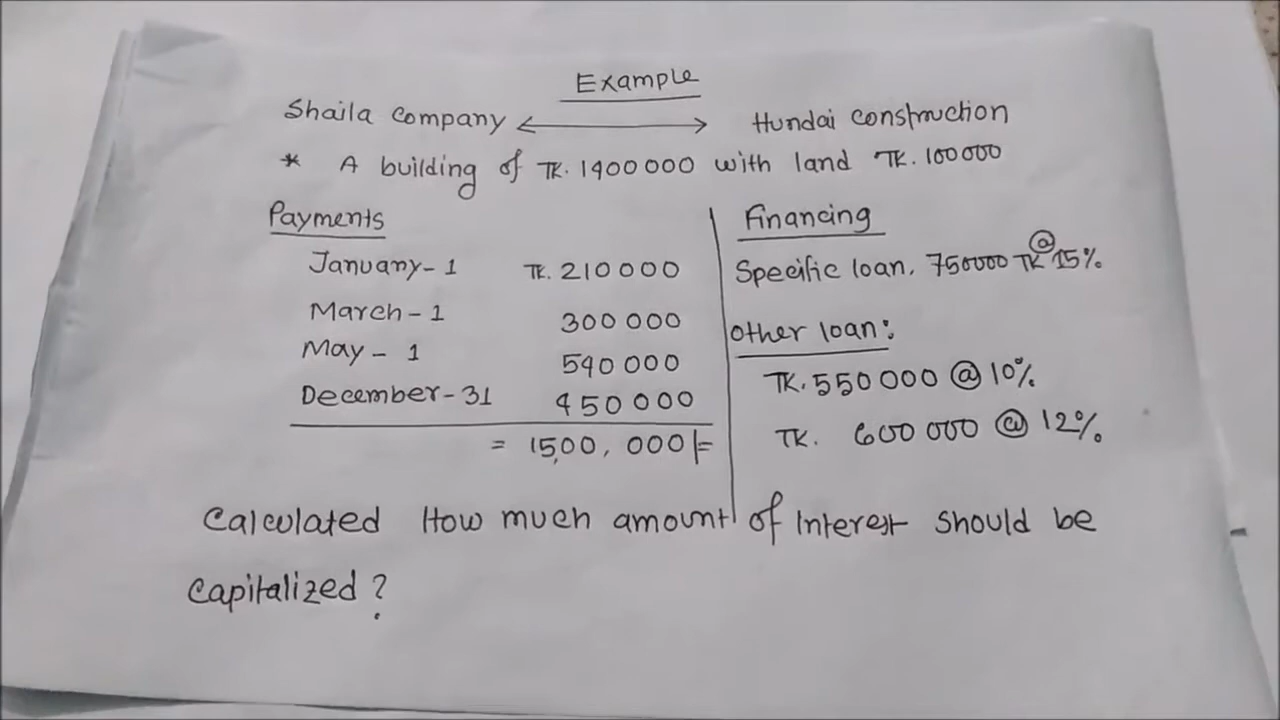 Example
Shaila Company ⟷ Hundai construction
* A building of TK. 1400000 with land TK. 100000
Payments
January - 1 TK. 210000
March - 1 300000
May - 1 540000
December - 31 450000
= 15,00,000/=
Financing
Specific loan, 750000 TK @ 15%
Other loan:
TK. 550000 @ 10%
TK. 600000 @ 12%
Calculated How much amount of Interest should be
capitalized?